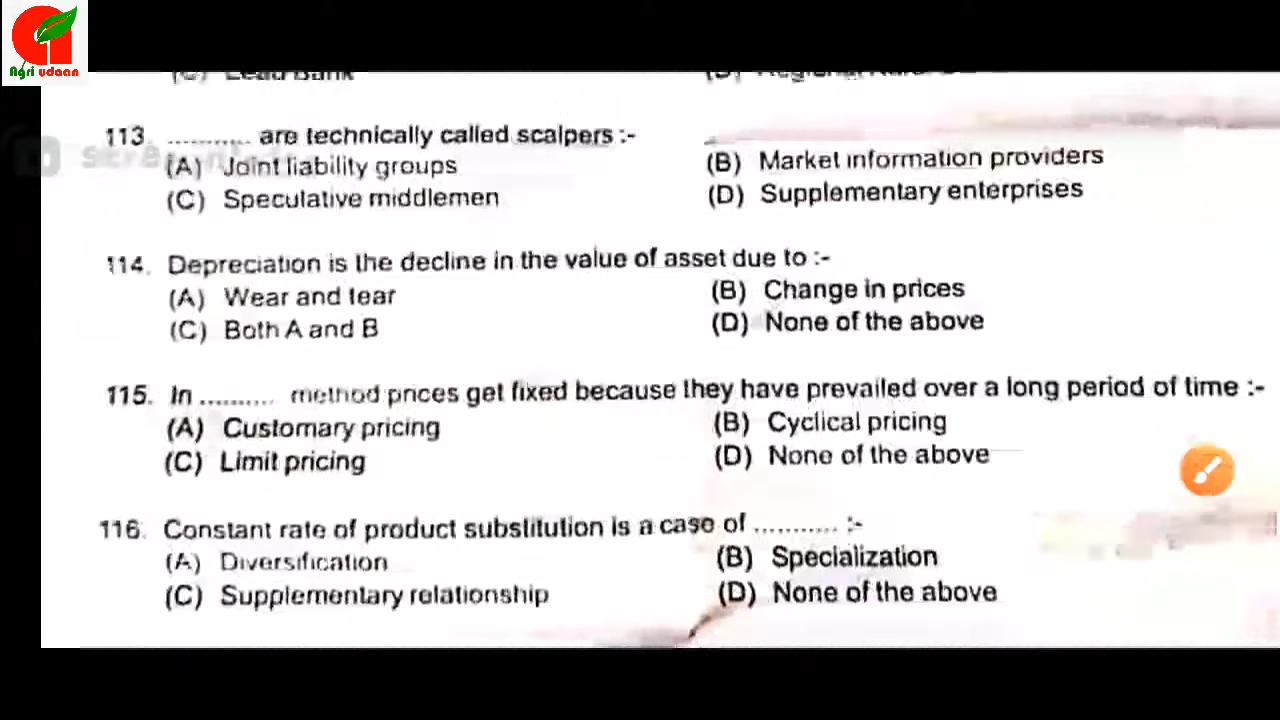 Agri udaan
(C) Lead Bank
113. .......... are technically called scalpers :-
(A) Joint liability groups (B) Market information providers
(C) Speculative middlemen (D) Supplementary enterprises
114. Depreciation is the decline in the value of asset due to :-
(A) Wear and tear (B) Change in prices
(C) Both A and B (D) None of the above
115. In .......... method prices get fixed because they have prevailed over a long period of time :-
(A) Customary pricing (B) Cyclical pricing
(C) Limit pricing (D) None of the above
116. Constant rate of product substitution is a case of ........... :-
(A) Diversification (B) Specialization
(C) Supplementary relationship (D) None of the above